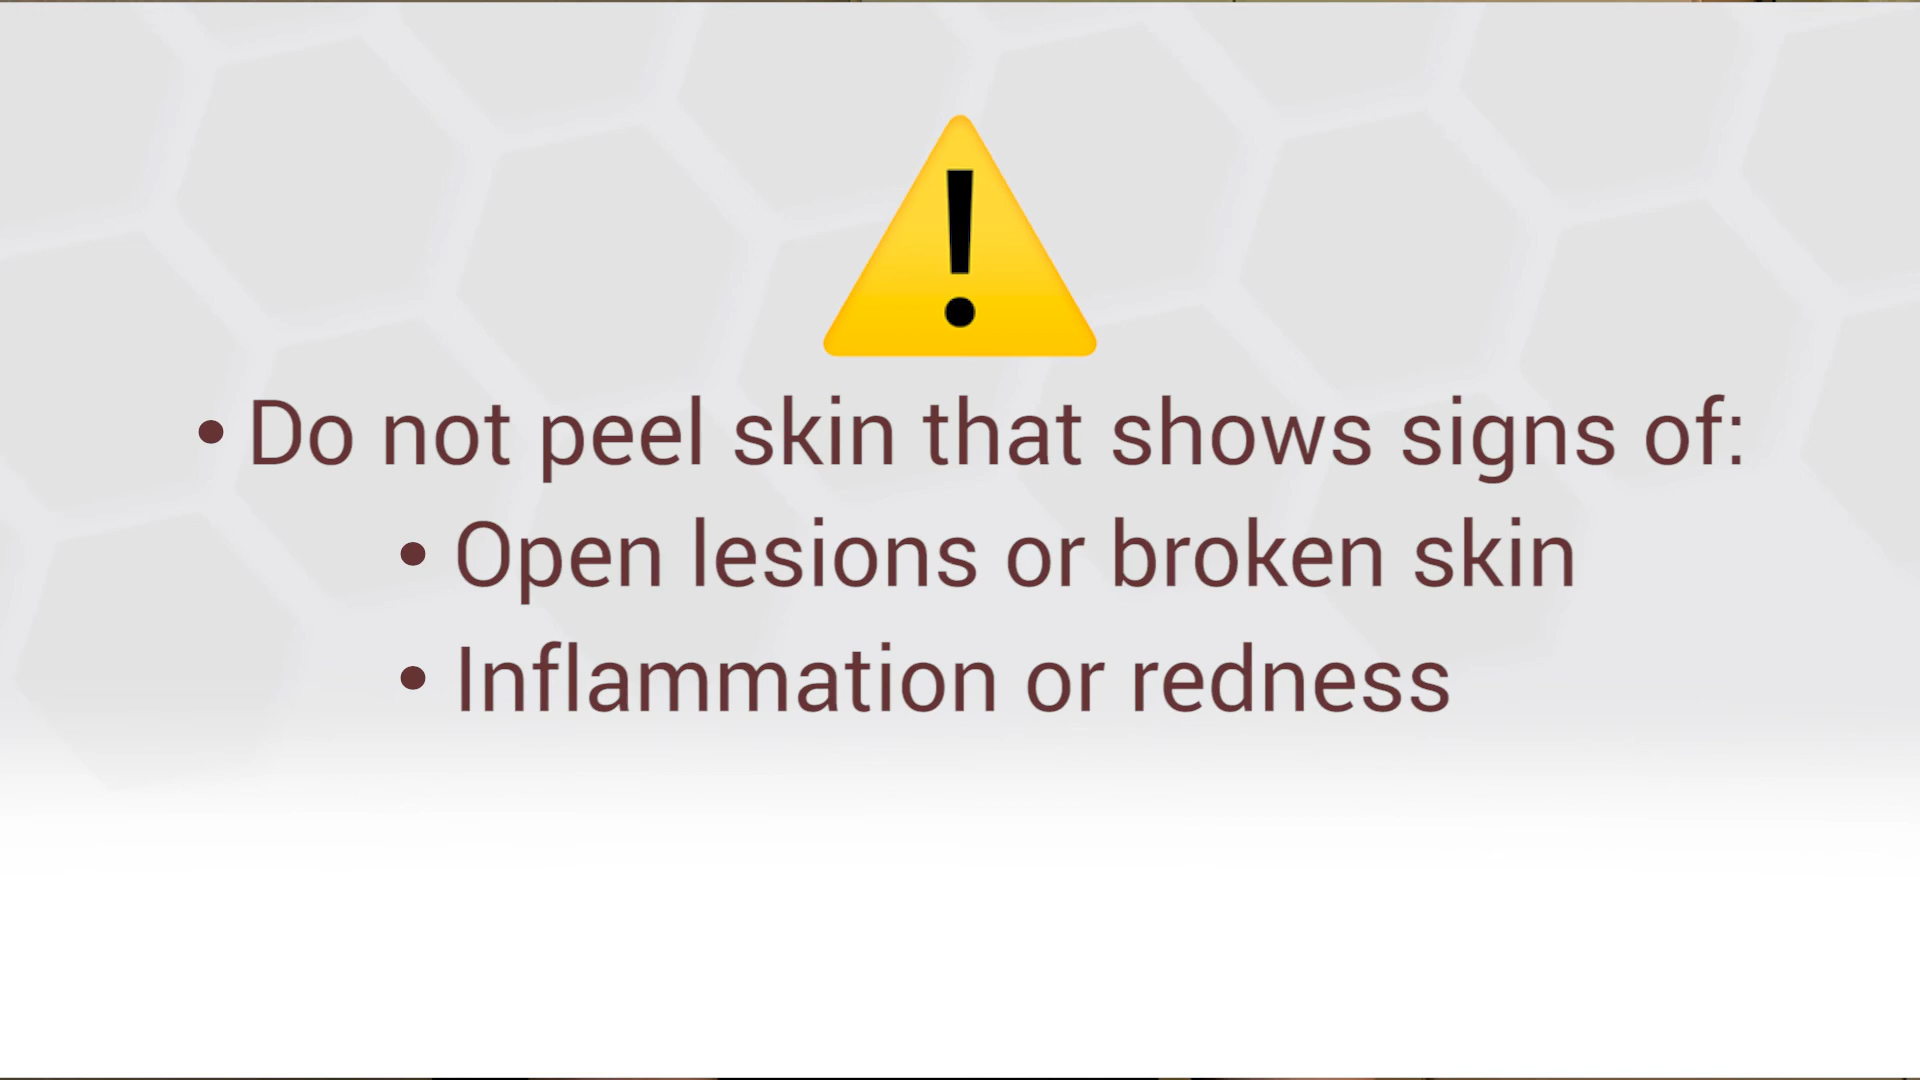 • Do not peel skin that shows signs of:
• Open lesions or broken skin
• Inflammation or redness